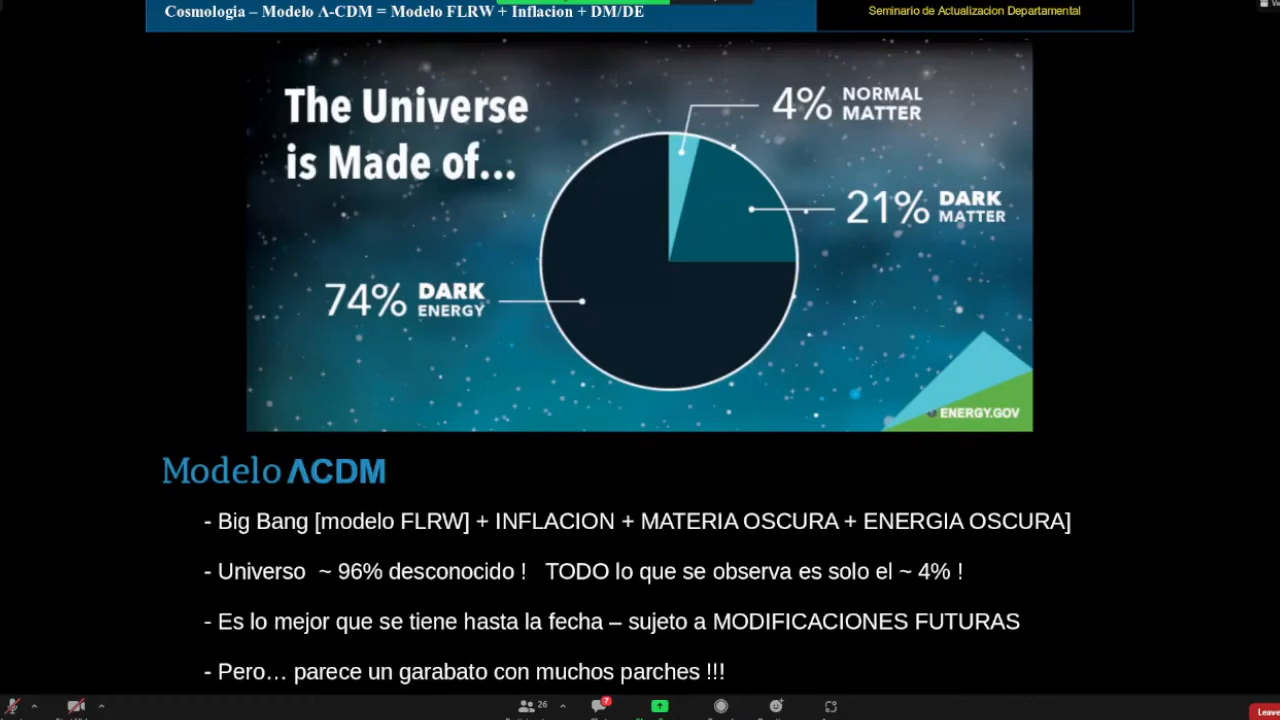 Cosmologia – Modelo Λ-CDM = Modelo FLRW + Inflacion + DM/DE
Seminario de Actualizacion Departamental
The Universe
is Made of...
4% NORMAL
MATTER
21% DARK
MATTER
74% DARK
ENERGY
ENERGY.GOV
Modelo ΛCDM
- Big Bang [modelo FLRW] + INFLACION + MATERIA OSCURA + ENERGIA OSCURA]
- Universo ~ 96% desconocido ! TODO lo que se observa es solo el ~ 4% !
- Es lo mejor que se tiene hasta la fecha – sujeto a MODIFICACIONES FUTURAS
- Pero... parece un garabato con muchos parches !!!
26
7
Leave